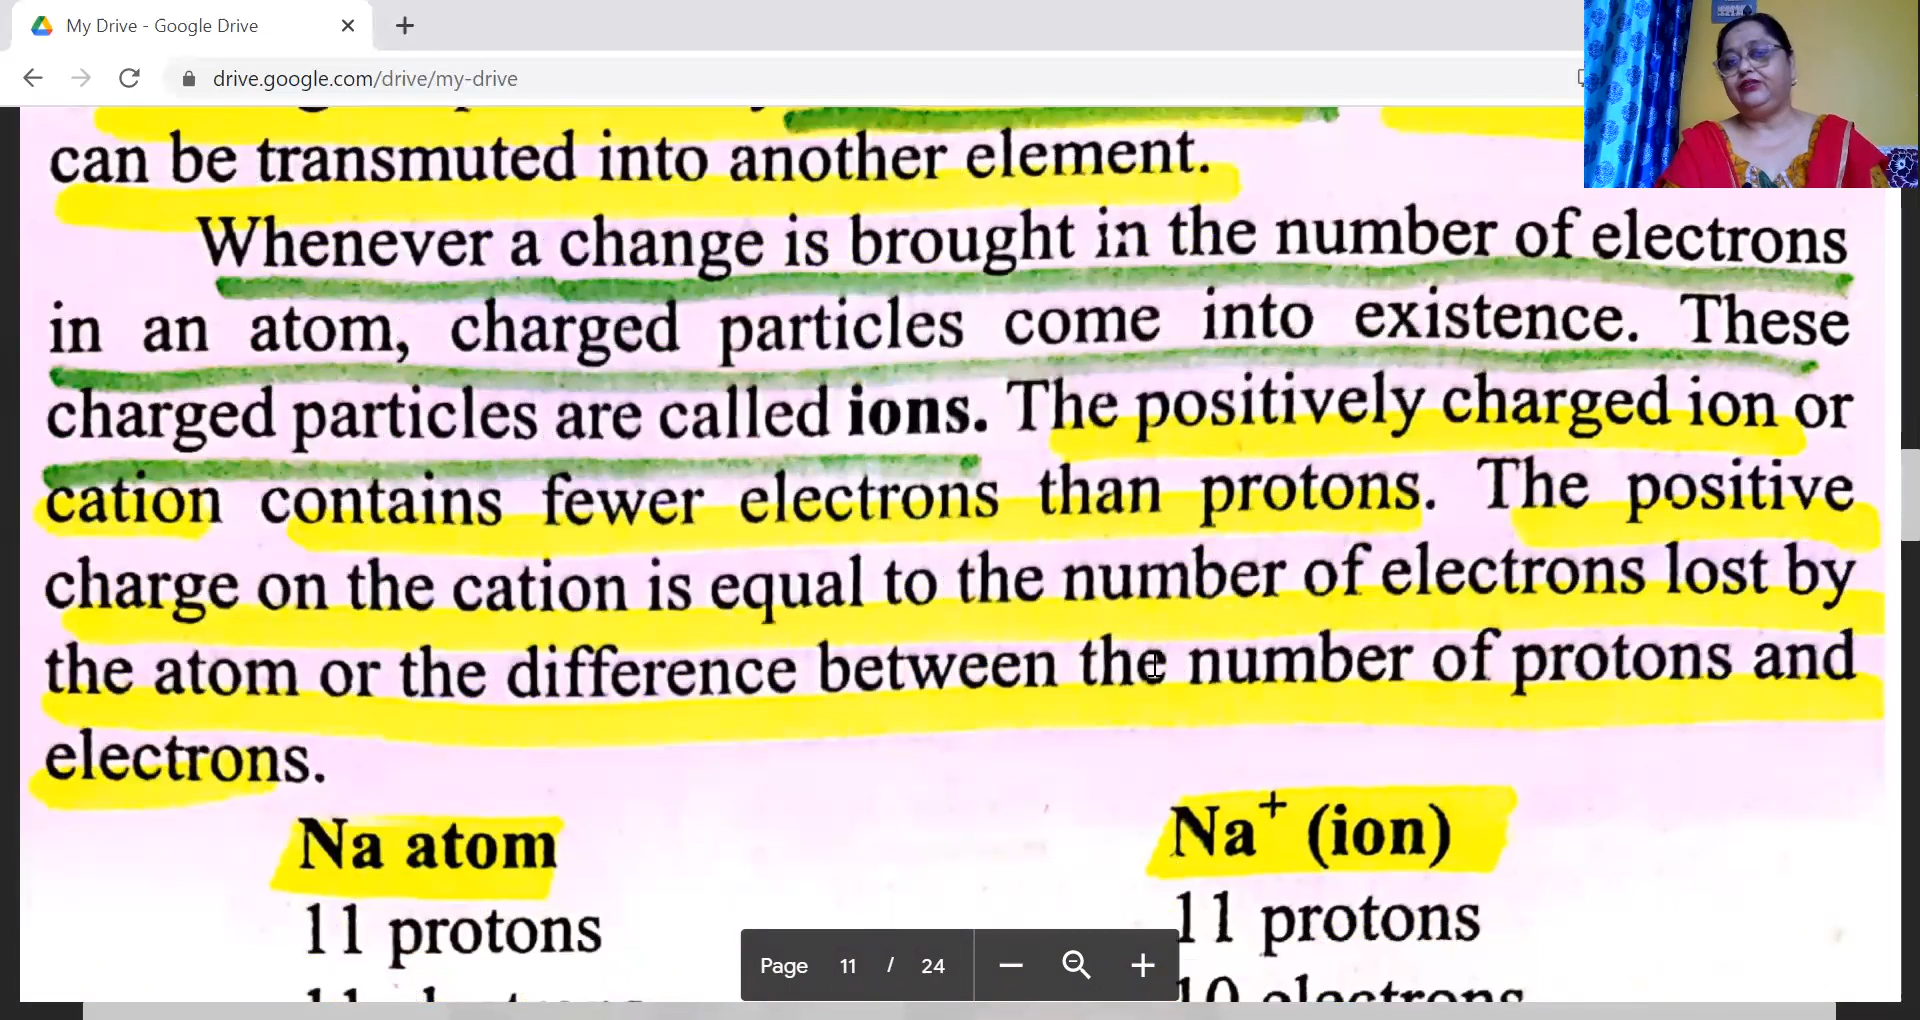 My Drive - Google Drive
drive.google.com/drive/my-drive
can be transmuted into another element.
Whenever a change is brought in the number of electrons
in an atom, charged particles come into existence. These
charged particles are called ions. The positively charged ion or
cation contains fewer electrons than protons. The positive
charge on the cation is equal to the number of electrons lost by
the atom or the difference between the number of protons and
electrons.
Na atom
Na⁺ (ion)
11 protons
11 protons
10 electrons
Page 11 / 24